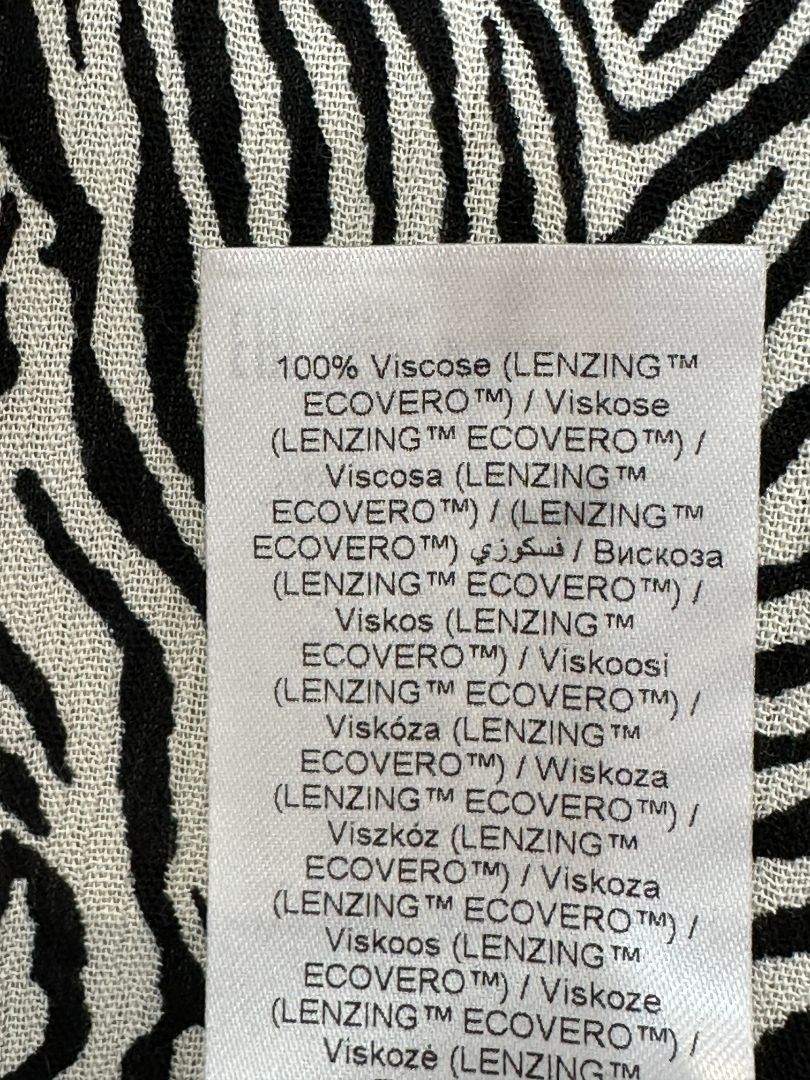 100% Viscose (LENZING™
ECOVERO™) / Viskose
(LENZING™ ECOVERO™) /
Viscosa (LENZING™
ECOVERO™) / (LENZING™
ECOVERO™) فسكوزي / Вискоза
(LENZING™ ECOVERO™) /
Viskos (LENZING™
ECOVERO™) / Viskoosi
(LENZING™ ECOVERO™) /
Viskóza (LENZING™
ECOVERO™) / Wiskoza
(LENZING™ ECOVERO™) /
Viszkóz (LENZING™
ECOVERO™) / Viskoza
(LENZING™ ECOVERO™) /
Viskoos (LENZING™
ECOVERO™) / Viskoze
(LENZING™ ECOVERO™) /
Viskozė (LENZING™